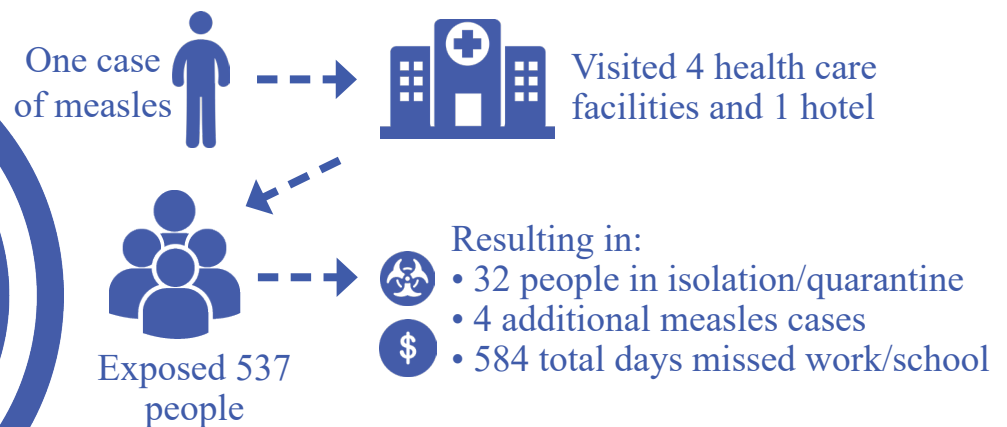 One case
of measles
Visited 4 health care
facilities and 1 hotel
Exposed 537
people
Resulting in:
• 32 people in isolation/quarantine
• 4 additional measles cases
$
• 584 total days missed work/school